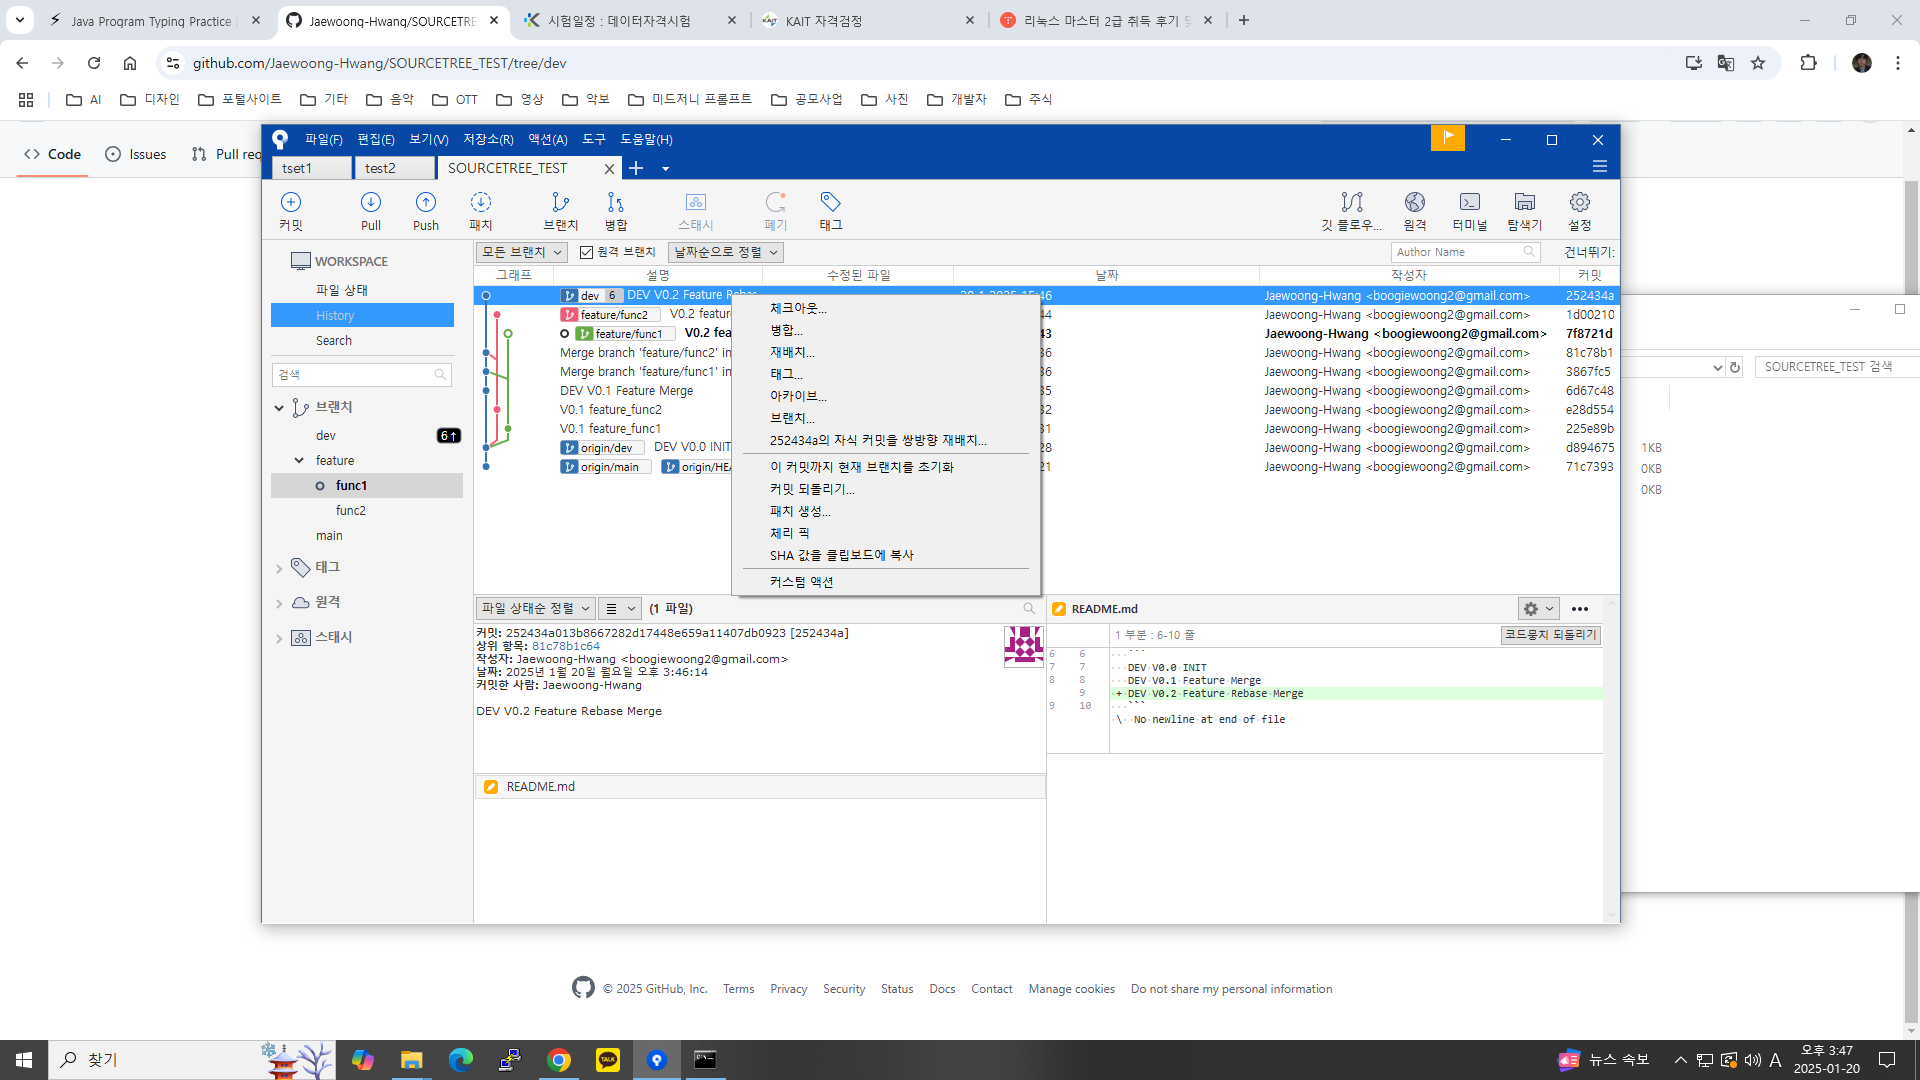 Java Program Typing Practice
Jaewoong-Hwang/SOURCETRE
시험일정 : 데이터자격시험
KAIT 자격검정
리눅스 마스터 2급 취득 후기 및
github.com/Jaewoong-Hwang/SOURCETREE_TEST/tree/dev
AI
디자인
포털사이트
기타
음악
OTT
영상
악보
미드저니 프롬프트
공모사업
사진
개발자
주식
Code
Issues
Pull req
파일(F)
편집(E)
보기(V)
저장소(R)
액션(A)
도구
도움말(H)
tset1
test2
SOURCETREE_TEST
커밋
Pull
Push
패치
브랜치
병합
스태시
폐기
태그
깃 플로우...
원격
터미널
탐색기
설정
WORKSPACE
파일 상태
History
Search
검색
브랜치
dev
6↑
feature
func1
func2
main
태그
원격
스태시
모든 브랜치
원격 브랜치
날짜순으로 정렬
Author Name
건너뛰기:
그래프
설명
수정된 파일
날짜
작성자
커밋
dev 6 DEV V0.2 Feature Rebas 20 1 2025 15:46 Jaewoong-Hwang <boogiewoong2@gmail.com> 252434a
feature/func2 V0.2 featur 44 Jaewoong-Hwang <boogiewoong2@gmail.com> 1d00210
feature/func1 V0.2 fea 43 Jaewoong-Hwang <boogiewoong2@gmail.com> 7f8721d
Merge branch 'feature/func2' in 36 Jaewoong-Hwang <boogiewoong2@gmail.com> 81c78b1
Merge branch 'feature/func1' in 36 Jaewoong-Hwang <boogiewoong2@gmail.com> 3867fc5
DEV V0.1 Feature Merge 35 Jaewoong-Hwang <boogiewoong2@gmail.com> 6d67c48
V0.1 feature_func2 32 Jaewoong-Hwang <boogiewoong2@gmail.com> e28d554
V0.1 feature_func1 31 Jaewoong-Hwang <boogiewoong2@gmail.com> 225e89b
origin/dev DEV V0.0 INIT 28 Jaewoong-Hwang <boogiewoong2@gmail.com> d894675
origin/main origin/HEA 21 Jaewoong-Hwang <boogiewoong2@gmail.com> 71c7393
체크아웃...
병합...
재배치...
태그...
아카이브...
브랜치...
252434a의 자식 커밋을 쌍방향 재배치...
이 커밋까지 현재 브랜치를 초기화
커밋 되돌리기...
패치 생성...
체리 픽
SHA 값을 클립보드에 복사
커스텀 액션
SOURCETREE_TEST 검색
1KB
0KB
0KB
파일 상태순 정렬
(1 파일)
커밋: 252434a013b8667282d17448e659a11407db0923 [252434a]
상위 항목: 81c78b1c64
작성자: Jaewoong-Hwang <boogiewoong2@gmail.com>
날짜: 2025년 1월 20일 월요일 오후 3:46:14
커밋한 사람: Jaewoong-Hwang
DEV V0.2 Feature Rebase Merge
README.md
README.md
1 부분 : 6-10 줄
코드뭉치 되돌리기
6 6 ```
7 7 DEV V0.0 INIT
8 8 DEV V0.1 Feature Merge
9 + DEV V0.2 Feature Rebase Merge
9 10 ```
\ No newline at end of file
© 2025 GitHub, Inc.
Terms
Privacy
Security
Status
Docs
Contact
Manage cookies
Do not share my personal information
찾기
TALK
뉴스 속보
A
오후 3:47
2025-01-20